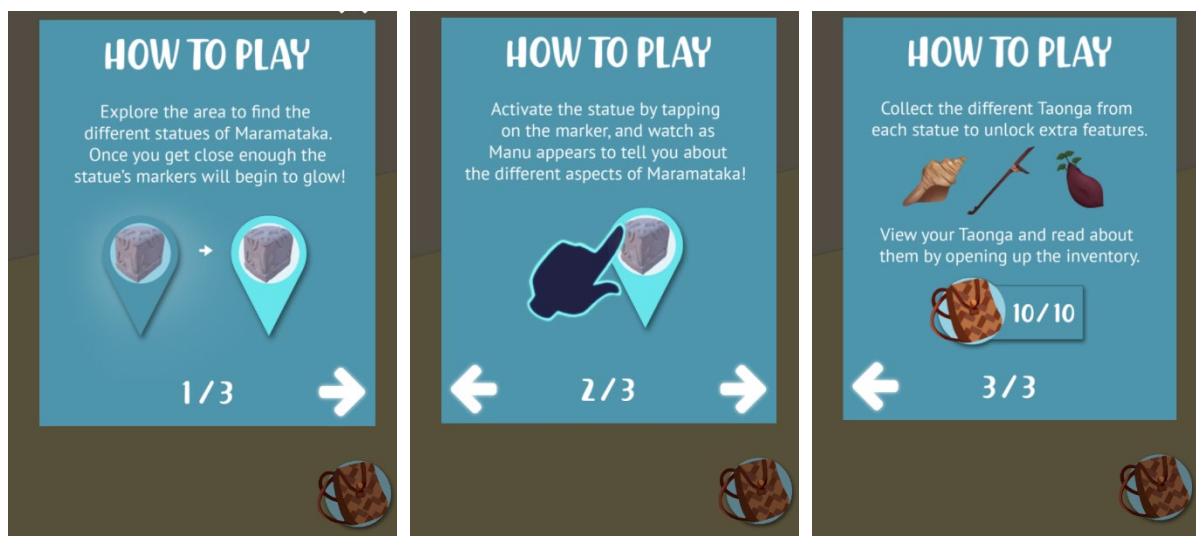 HOW TO PLAY
Explore the area to find the
different statues of Maramataka.
Once you get close enough the
statue's markers will begin to glow!
1/3
HOW TO PLAY
Activate the statue by tapping
on the marker, and watch as
Manu appears to tell you about
the different aspects of Maramataka!
2/3
HOW TO PLAY
Collect the different Taonga from
each statue to unlock extra features.
View your Taonga and read about
them by opening up the inventory.
10/10
3/3